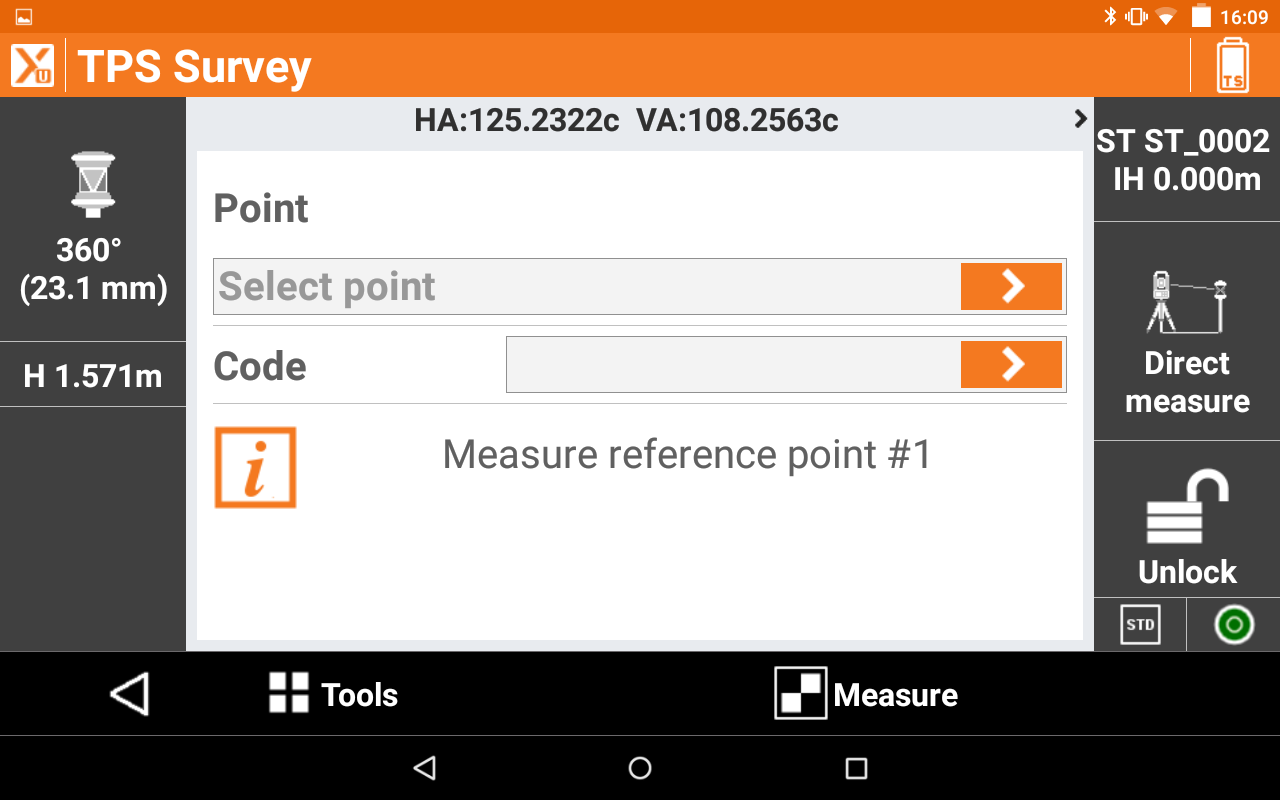 16:09
X U TPS Survey TS
HA:125.2322c VA:108.2563c
360°
(23.1 mm)
H 1.571m
Point
Select point
Code
i Measure reference point #1
ST ST_0002
IH 0.000m
Direct
measure
Unlock
STD
Tools
Measure